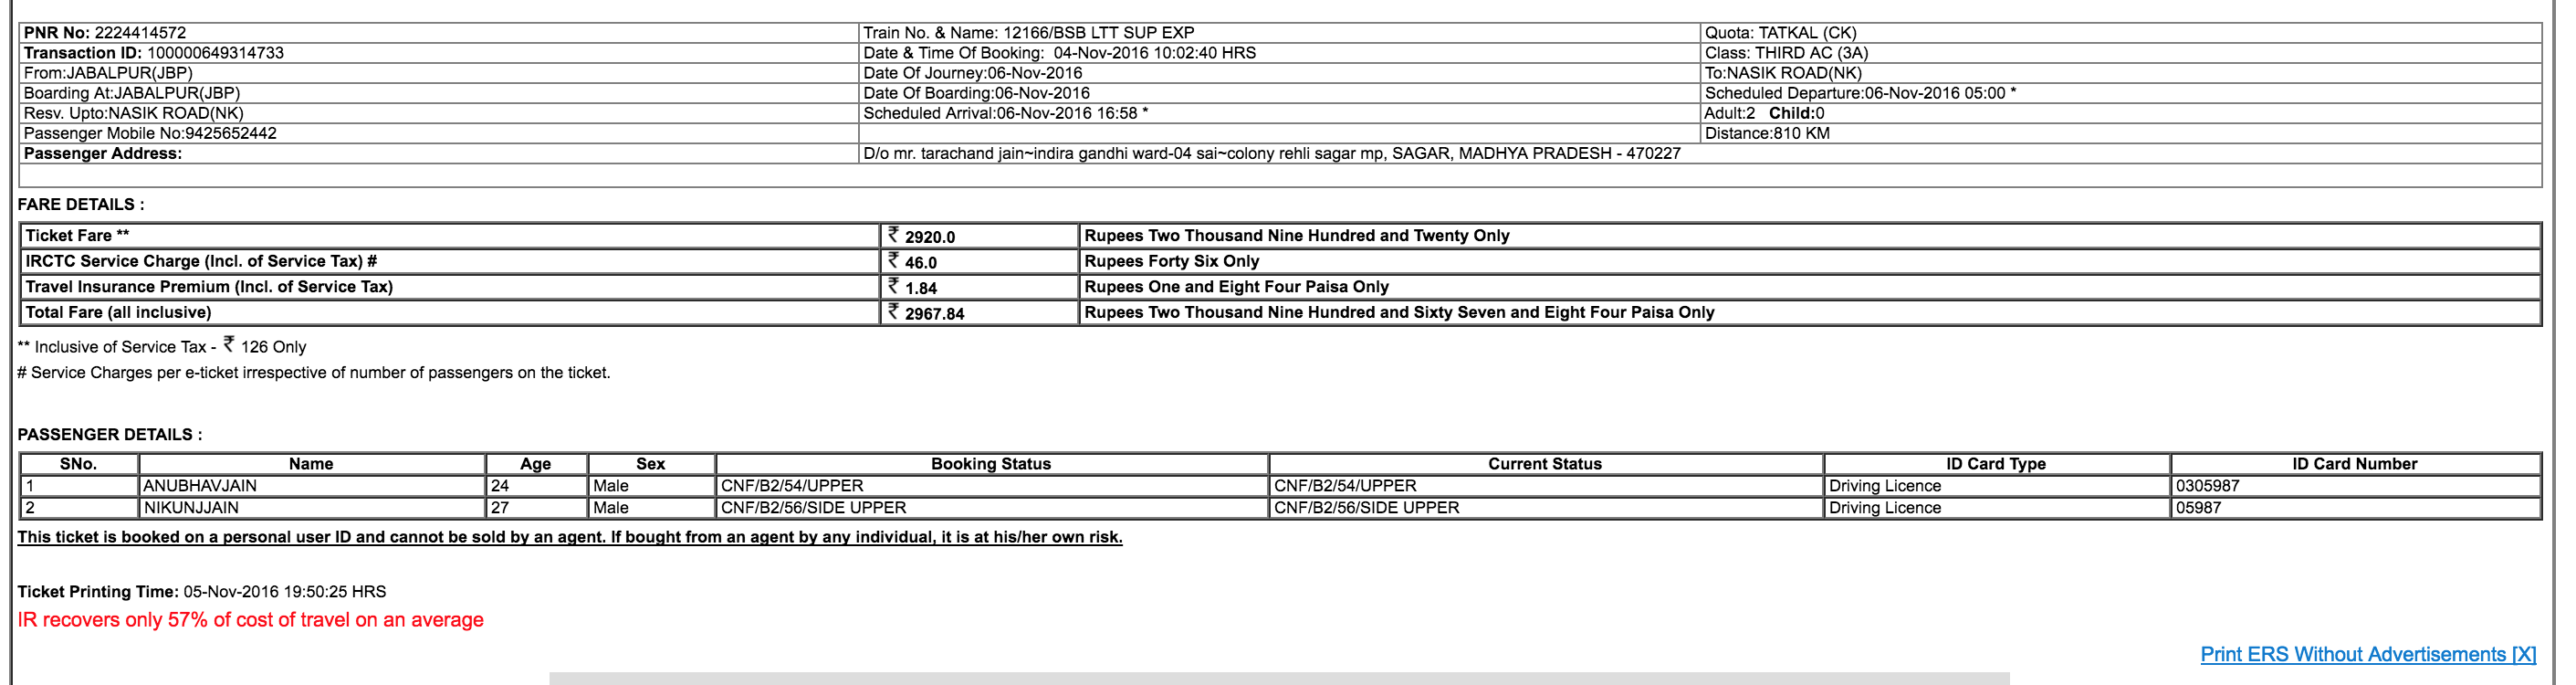 PNR No: 2224414572 Train No. & Name: 12166/BSB LTT SUP EXP Quota: TATKAL (CK)
Transaction ID: 100000649314733 Date & Time Of Booking: 04-Nov-2016 10:02:40 HRS Class: THIRD AC (3A)
From:JABALPUR(JBP) Date Of Journey:06-Nov-2016 To:NASIK ROAD(NK)
Boarding At:JABALPUR(JBP) Date Of Boarding:06-Nov-2016 Scheduled Departure:06-Nov-2016 05:00 *
Resv. Upto:NASIK ROAD(NK) Scheduled Arrival:06-Nov-2016 16:58 * Adult:2 Child:0
Passenger Mobile No:9425652442 Distance:810 KM
Passenger Address: D/o mr. tarachand jain~indira gandhi ward-04 sai~colony rehli sagar mp, SAGAR, MADHYA PRADESH - 470227
FARE DETAILS :
Ticket Fare ** ₹ 2920.0 Rupees Two Thousand Nine Hundred and Twenty Only
IRCTC Service Charge (Incl. of Service Tax) # ₹ 46.0 Rupees Forty Six Only
Travel Insurance Premium (Incl. of Service Tax) ₹ 1.84 Rupees One and Eight Four Paisa Only
Total Fare (all inclusive) ₹ 2967.84 Rupees Two Thousand Nine Hundred and Sixty Seven and Eight Four Paisa Only
** Inclusive of Service Tax - ₹ 126 Only
# Service Charges per e-ticket irrespective of number of passengers on the ticket.
PASSENGER DETAILS :
SNo. Name Age Sex Booking Status Current Status ID Card Type ID Card Number
1 ANUBHAVJAIN 24 Male CNF/B2/54/UPPER CNF/B2/54/UPPER Driving Licence 0305987
2 NIKUNJJAIN 27 Male CNF/B2/56/SIDE UPPER CNF/B2/56/SIDE UPPER Driving Licence 05987
This ticket is booked on a personal user ID and cannot be sold by an agent. If bought from an agent by any individual, it is at his/her own risk.
Ticket Printing Time: 05-Nov-2016 19:50:25 HRS
IR recovers only 57% of cost of travel on an average
Print ERS Without Advertisements [X]